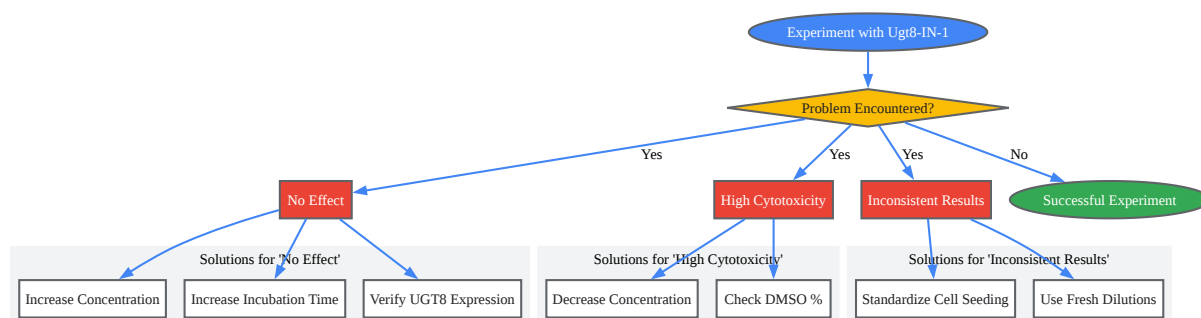 Experiment with Ugt8-IN-1
Problem Encountered?
Yes
Yes
Yes
No
No Effect
High Cytotoxicity
Inconsistent Results
Successful Experiment
Solutions for 'No Effect'
Solutions for 'High Cytotoxicity'
Solutions for 'Inconsistent Results'
Increase Concentration
Increase Incubation Time
Verify UGT8 Expression
Decrease Concentration
Check DMSO %
Standardize Cell Seeding
Use Fresh Dilutions